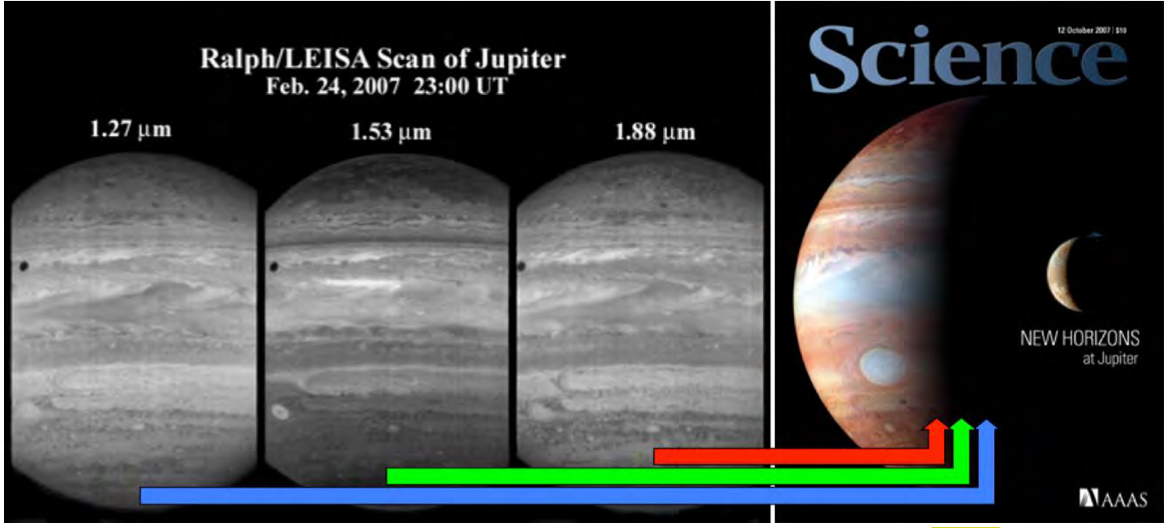 Ralph/LEISA Scan of Jupiter
Feb. 24, 2007 23:00 UT
1.27 μm
1.53 μm
1.88 μm
12 October 2007 | $10
Science
NEW HORIZONS
at Jupiter
AAAS